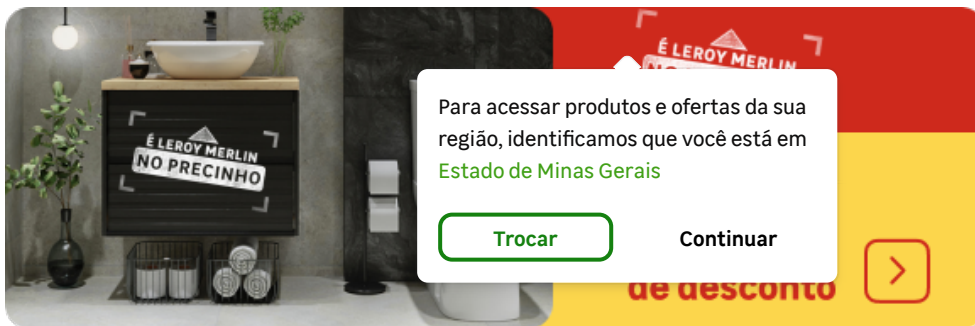 É LEROY MERLIN
NO PRECINHO
É LEROY MERLIN
Para acessar produtos e ofertas da sua
região, identificamos que você está em
Estado de Minas Gerais
Trocar
Continuar
de desconto